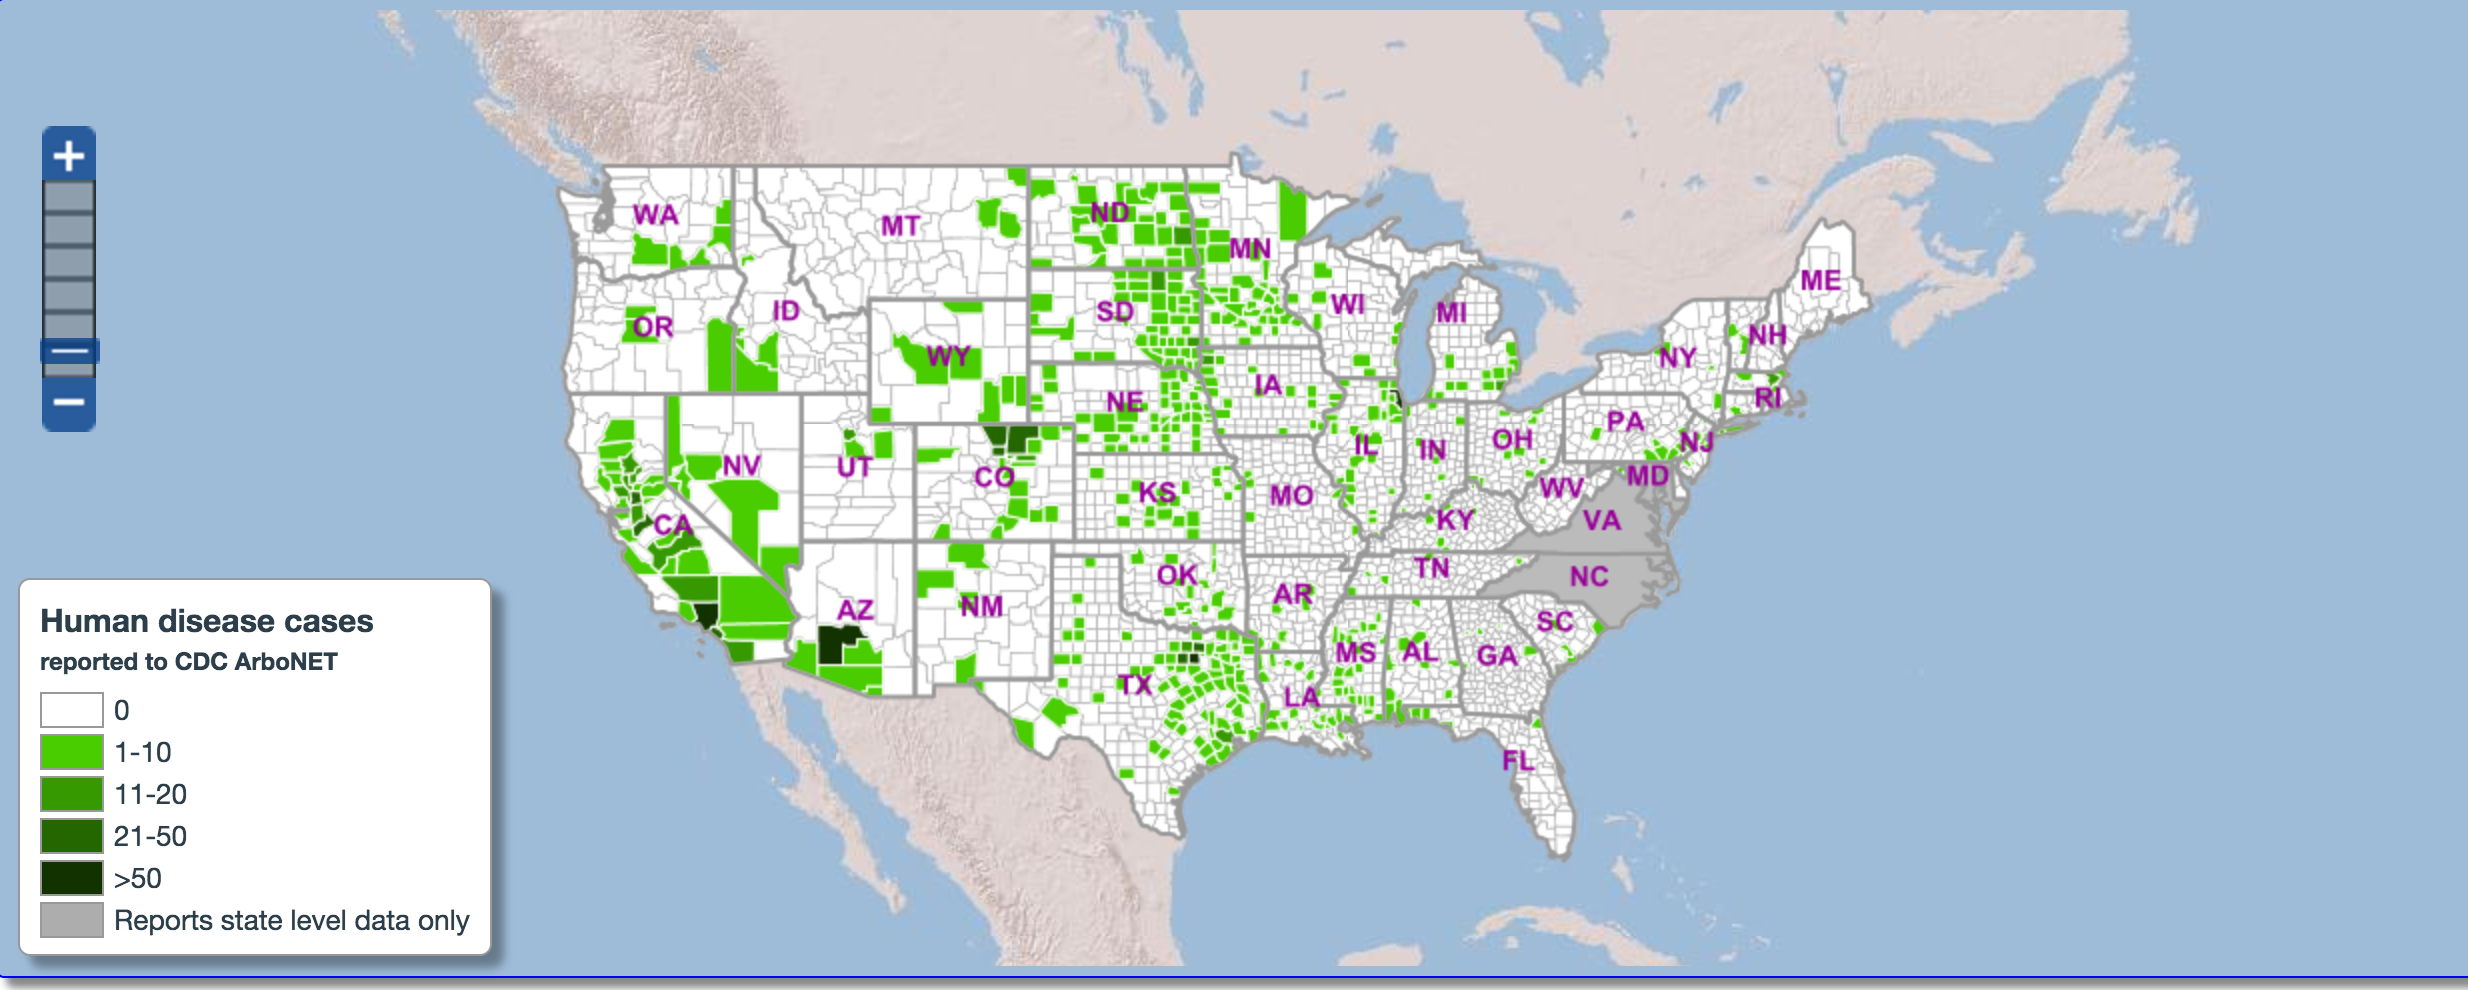 +
−
WA
MT
ND
MN
ME
OR
ID
SD
WI
MI
NH
WY
NY
IA
NE
RI
PA
NV
UT
CO
IL
IN
OH
NJ
KS
MO
WV
MD
CA
KY
VA
OK
TN
NC
AZ
NM
AR
SC
TX
MS
AL
GA
LA
FL
Human disease cases
reported to CDC ArboNET
0
1-10
11-20
21-50
>50
Reports state level data only